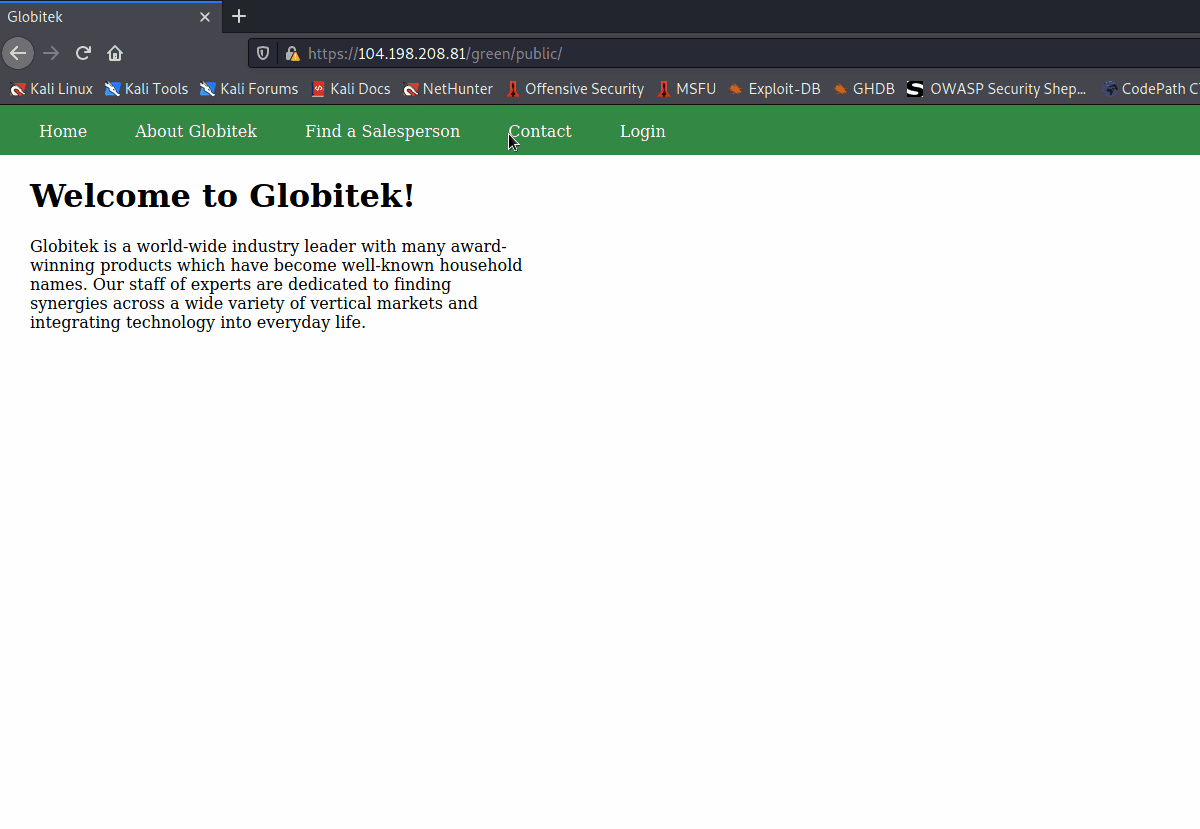 Globitek
https://104.198.208.81/green/public/
Kali Linux Kali Tools Kali Forums Kali Docs NetHunter Offensive Security MSFU Exploit-DB GHDB OWASP Security Shep… CodePath
Home About Globitek Find a Salesperson Contact Login
Welcome to Globitek!
Globitek is a world-wide industry leader with many award-
winning products which have become well-known household
names. Our staff of experts are dedicated to finding
synergies across a wide variety of vertical markets and
integrating technology into everyday life.